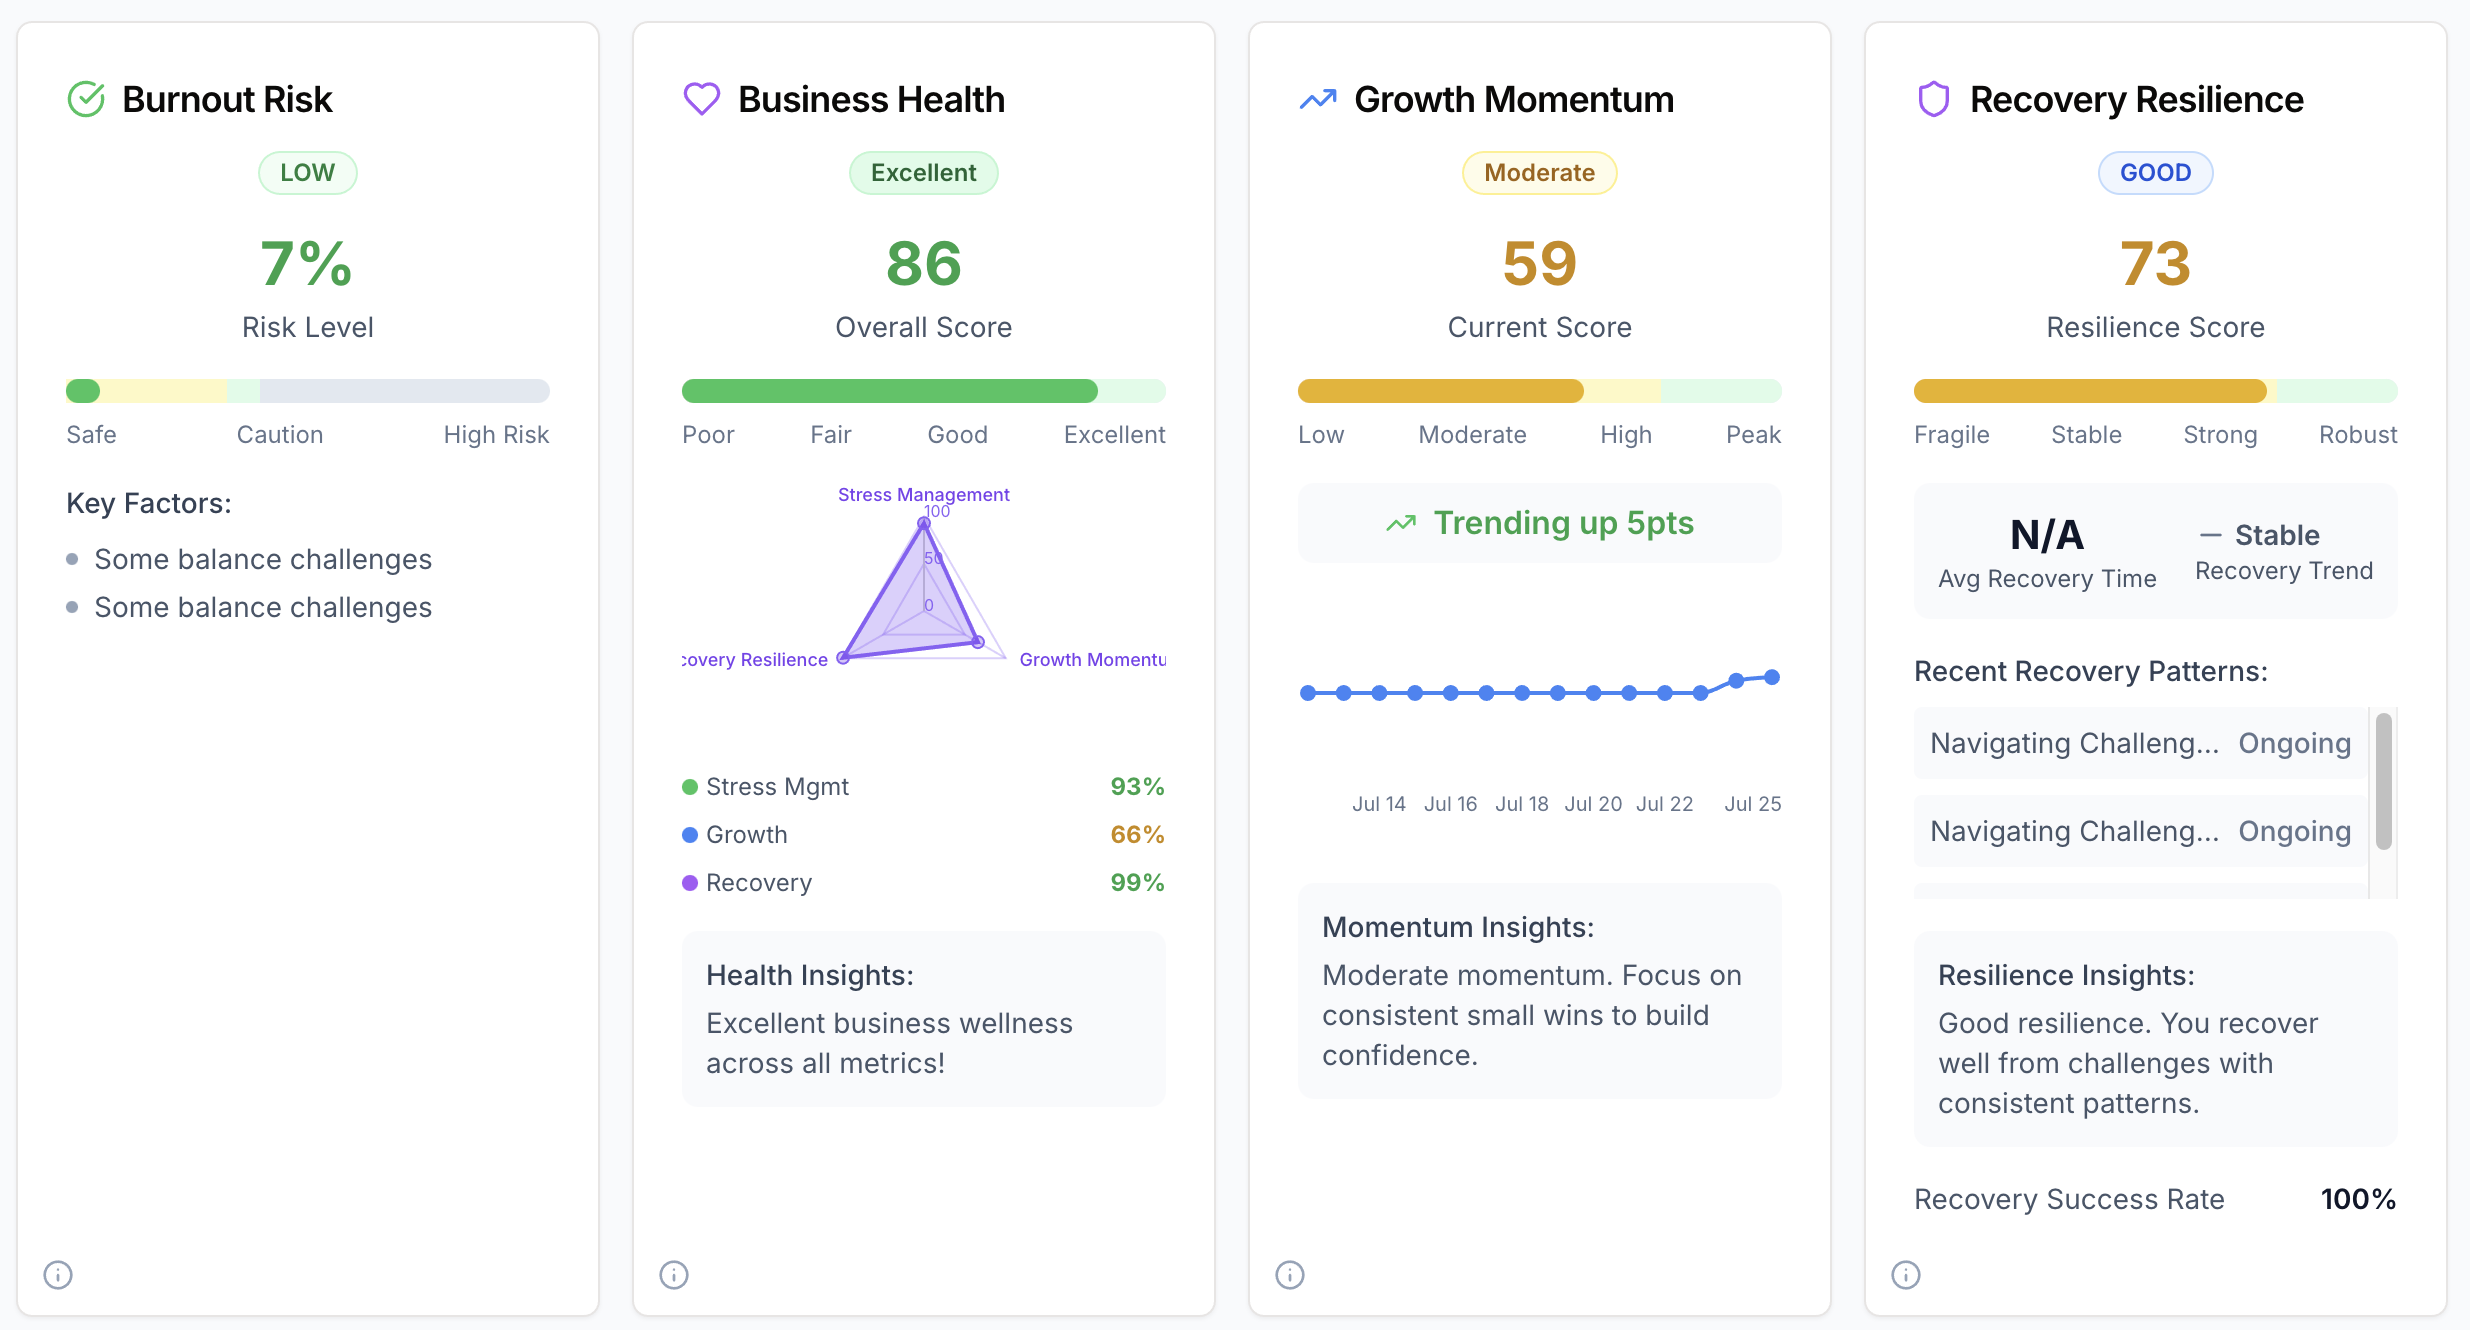 Burnout Risk
LOW
7%
Risk Level
Safe Caution High Risk
Key Factors:
Some balance challenges
Some balance challenges
Business Health
Excellent
86
Overall Score
Poor Fair Good Excellent
Stress Management
100
50
0
covery Resilience Growth Momentu
Stress Mgmt 93%
Growth 66%
Recovery 99%
Health Insights:
Excellent business wellness
across all metrics!
Growth Momentum
Moderate
59
Current Score
Low Moderate High Peak
Trending up 5pts
Jul 14 Jul 16 Jul 18 Jul 20 Jul 22 Jul 25
Momentum Insights:
Moderate momentum. Focus on
consistent small wins to build
confidence.
Recovery Resilience
GOOD
73
Resilience Score
Fragile Stable Strong Robust
N/A — Stable
Avg Recovery Time Recovery Trend
Recent Recovery Patterns:
Navigating Challeng... Ongoing
Navigating Challeng... Ongoing
Resilience Insights:
Good resilience. You recover
well from challenges with
consistent patterns.
Recovery Success Rate 100%